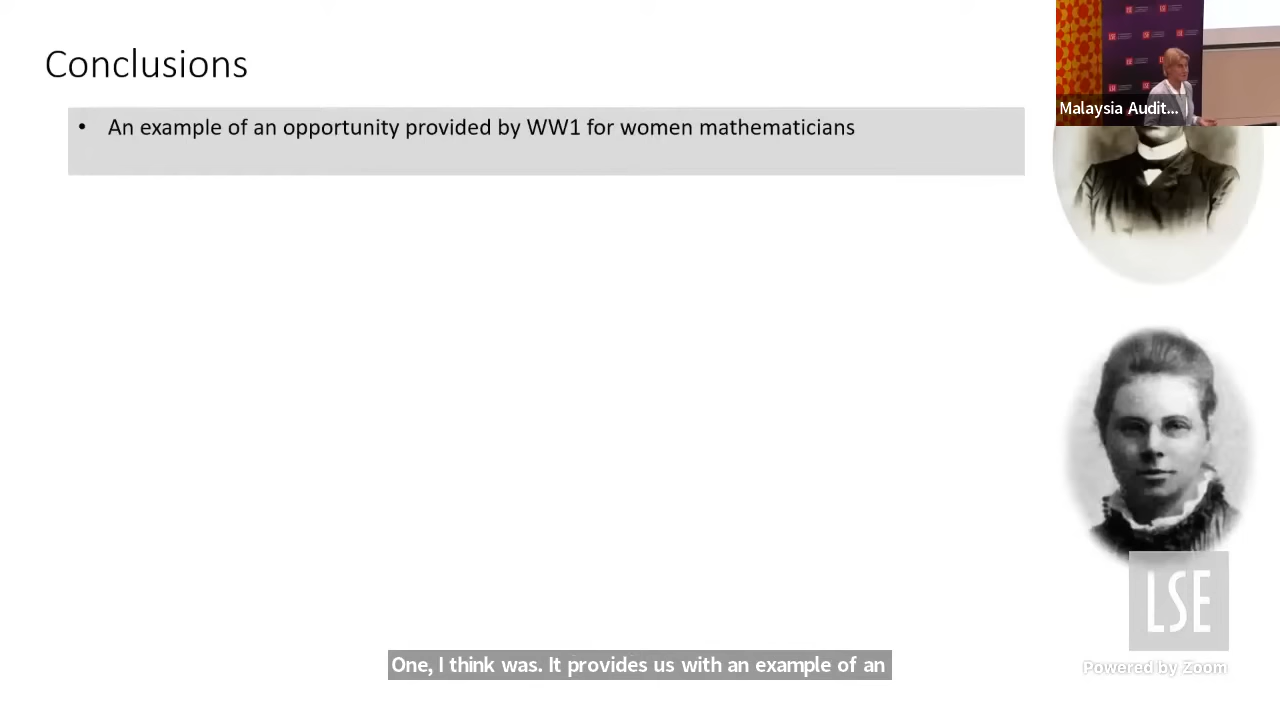 Conclusions
• An example of an opportunity provided by WW1 for women mathematicians
Malaysia Audit...
LSE
Powered by Zoom
One, I think was. It provides us with an example of an